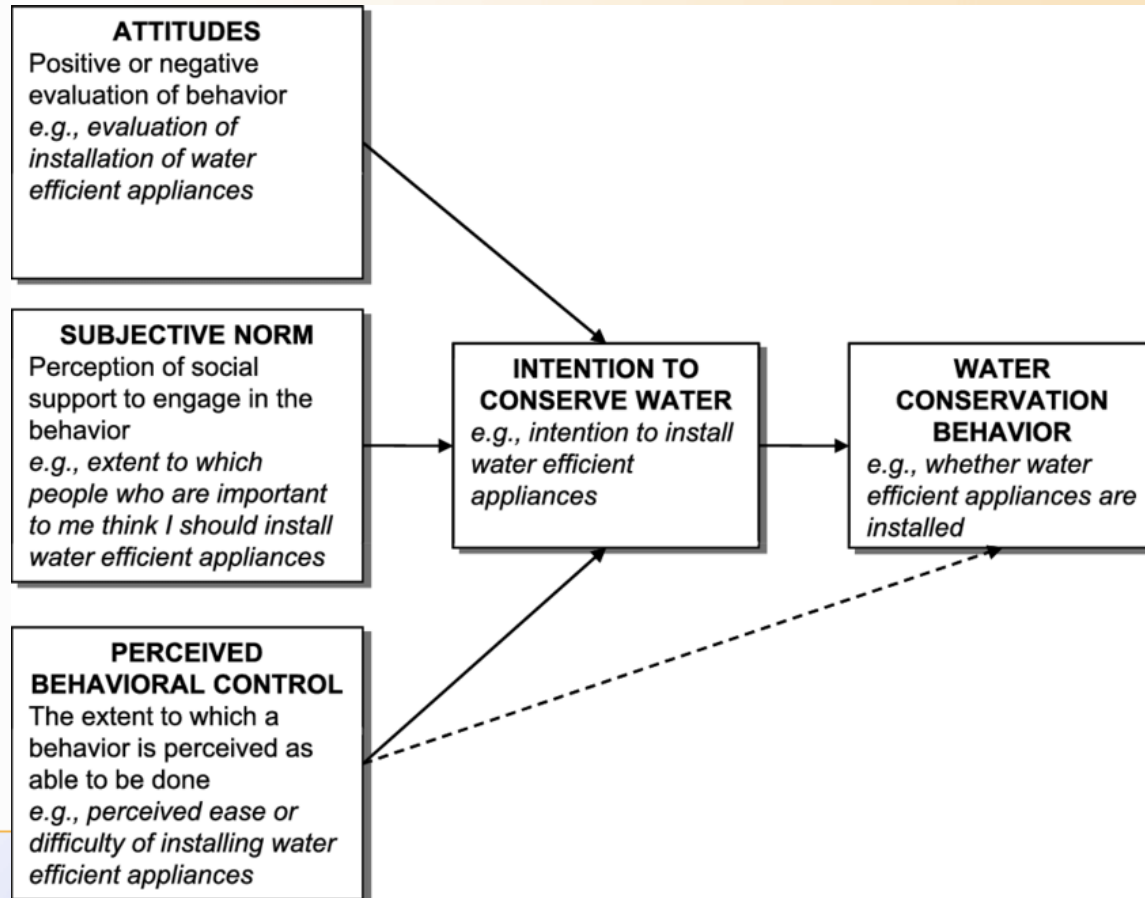 ATTITUDES
Positive or negative
evaluation of behavior
e.g., evaluation of
installation of water
efficient appliances
SUBJECTIVE NORM
Perception of social
support to engage in the
behavior
e.g., extent to which
people who are important
to me think I should install
water efficient appliances
PERCEIVED
BEHAVIORAL CONTROL
The extent to which a
behavior is perceived as
able to be done
e.g., perceived ease or
difficulty of installing water
efficient appliances
INTENTION TO
CONSERVE WATER
e.g., intention to install
water efficient
appliances
WATER
CONSERVATION
BEHAVIOR
e.g., whether water
efficient appliances are
installed